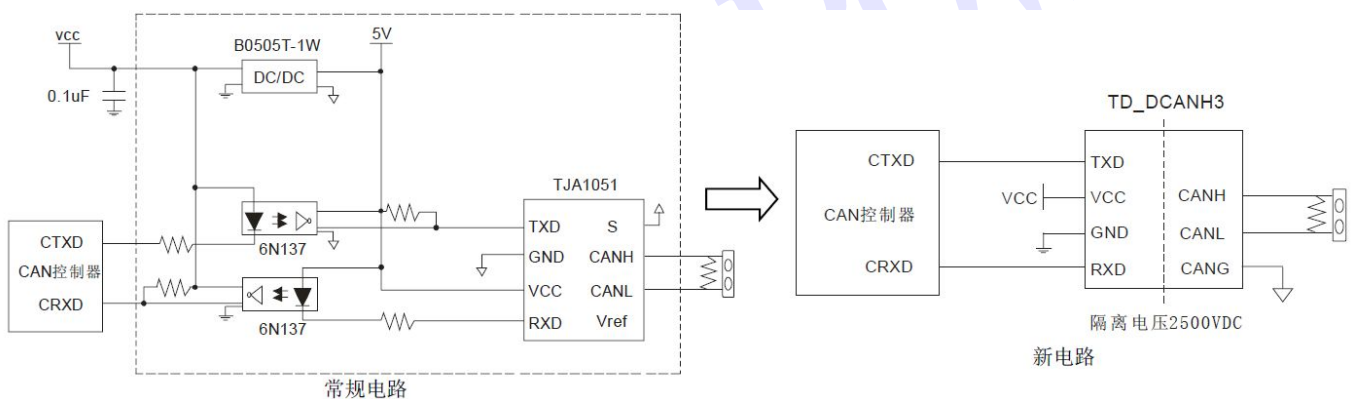 vcc
0.1uF
B0505T-1W
DC/DC
5V
CTXD
CAN控制器
CRXD
6N137
6N137
TJA1051
TXD
S
GND
CANH
VCC
CANL
RXD
Vref
常规电路
CTXD
CAN控制器
CRXD
TD_DCANH3
TXD
VCC
VCC
CANH
GND
CANL
RXD
CANG
隔离电压2500VDC
新电路